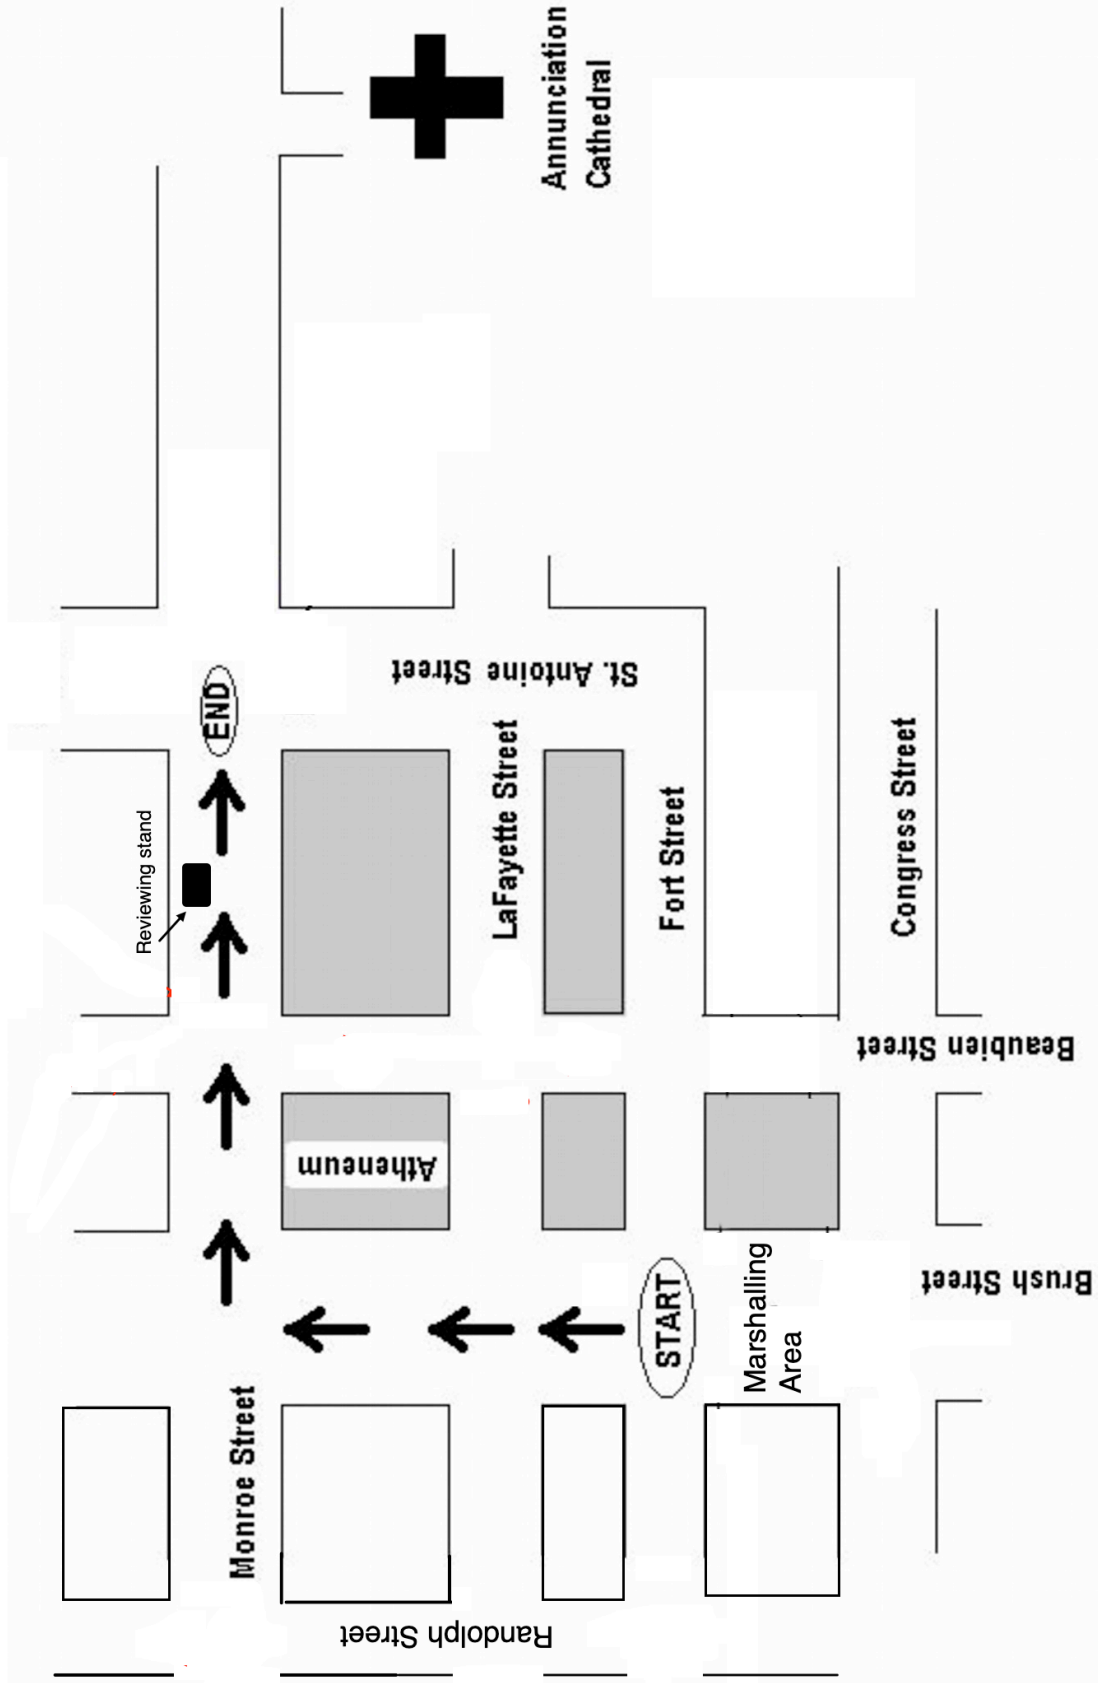 Annunciation
Cathedral
St. Antoine Street
END
Reviewing stand
LaFayette Street
Fort Street
Congress Street
Beaubien Street
Atheneum
Brush Street
START
Marshalling
Area
Monroe Street
Randolph Street